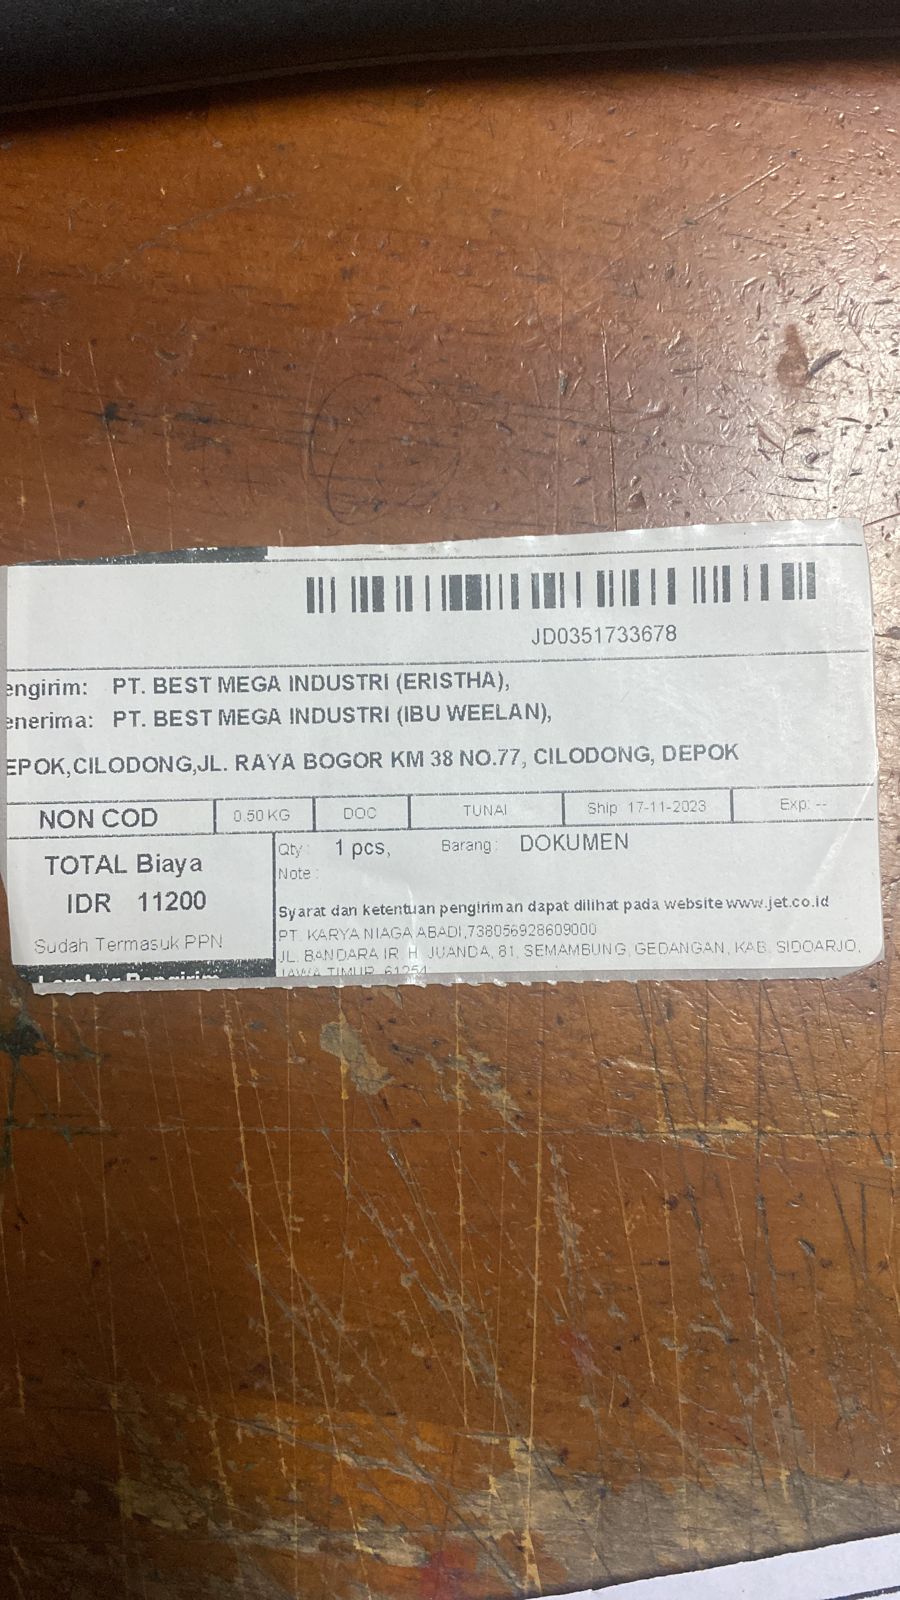 JD0351733678
engirim: PT. BEST MEGA INDUSTRI (ERISTHA),
enerima: PT. BEST MEGA INDUSTRI (IBU WEELAN),
EPOK,CILODONG,JL. RAYA BOGOR KM 38 NO.77, CILODONG, DEPOK
NON COD 0.50 KG DOC TUNAI Ship 17-11-2023 Exp: --
TOTAL Biaya
IDR 11200
Sudah Termasuk PPN
Lembar Pengirim
Qty : 1 pcs, Barang : DOKUMEN
Note :
Syarat dan ketentuan pengiriman dapat dilihat pada website www.jet.co.id
PT. KARYA NIAGA ABADI,738056928609000
JL. BANDARA IR. H. JUANDA, 81, SEMAMBUNG, GEDANGAN, KAB. SIDOARJO,
JAWA TIMUR, 61254